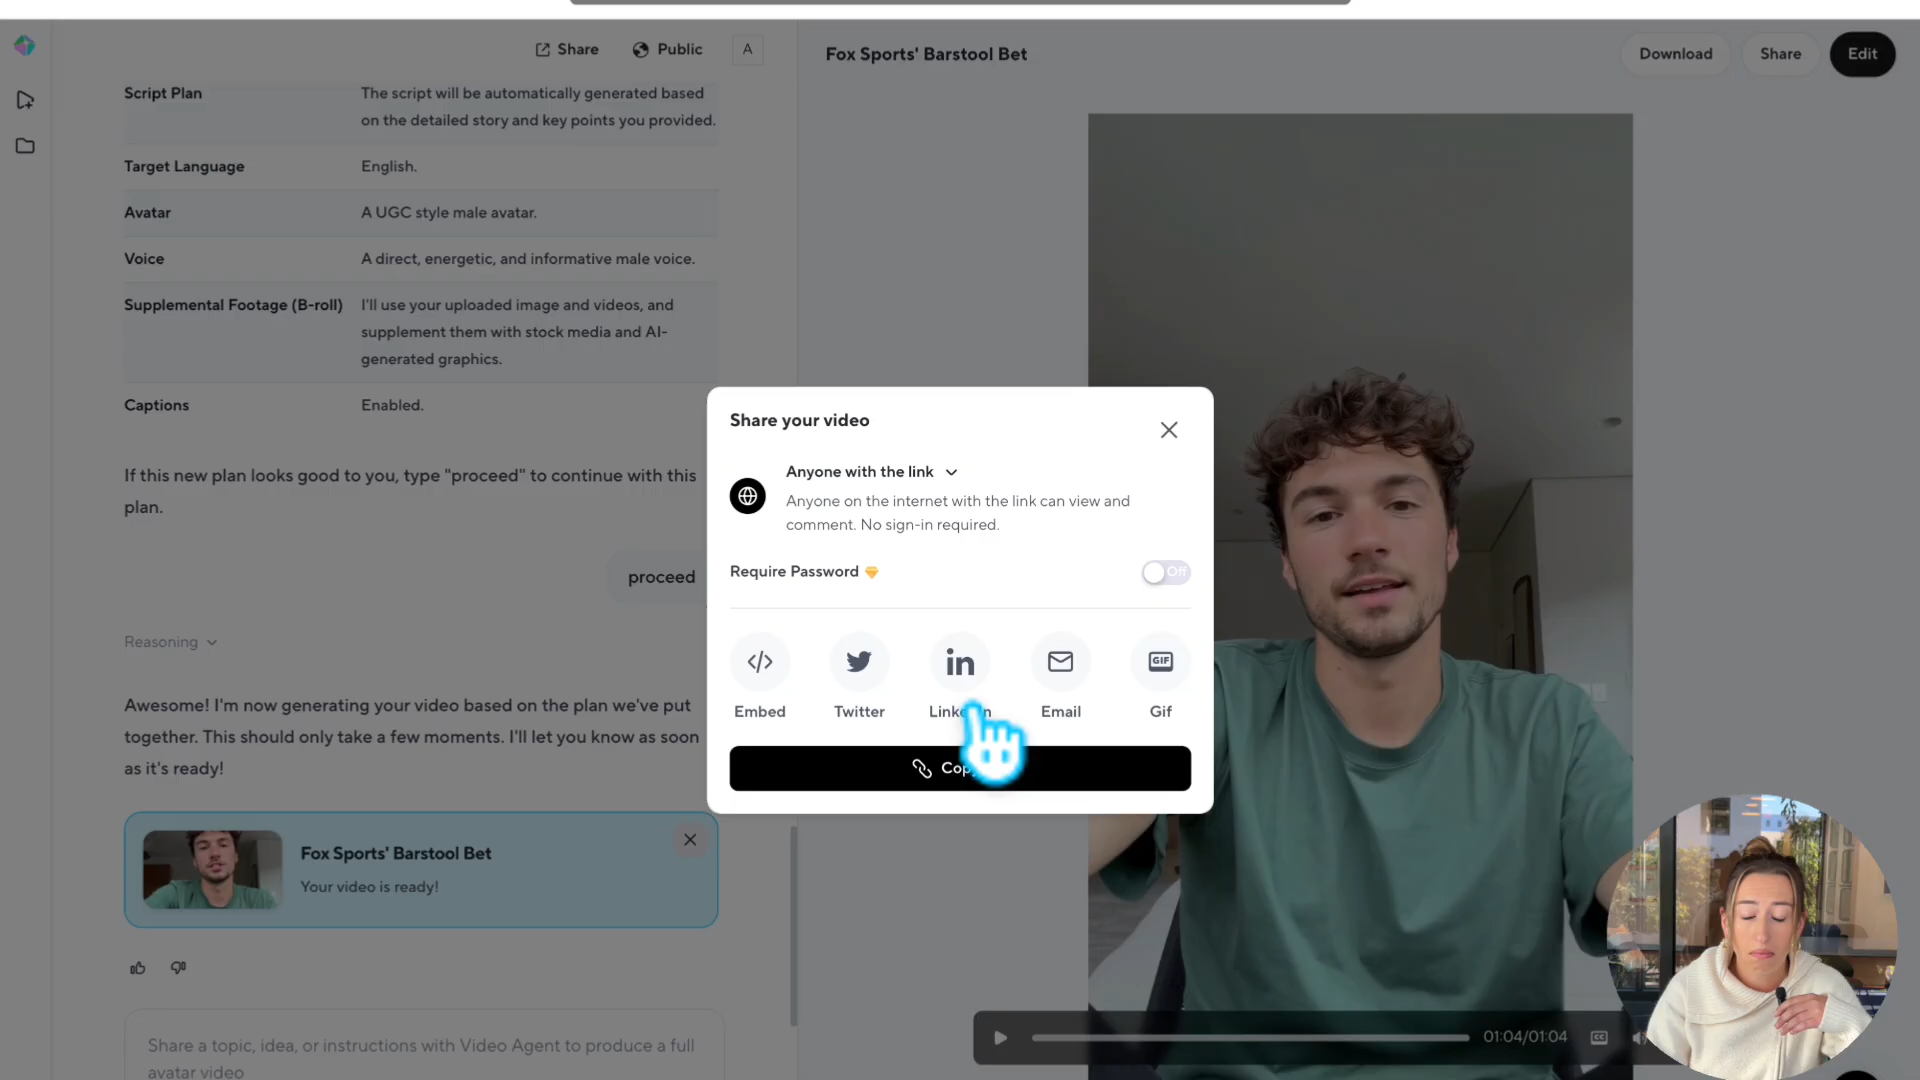 Share
Public
A
Script Plan
The script will be automatically generated based
on the detailed story and key points you provided.
Target Language
English.
Avatar
A UGC style male avatar.
Voice
A direct, energetic, and informative male voice.
Supplemental Footage (B-roll)
I'll use your uploaded image and videos, and
supplement them with stock media and AI-
generated graphics.
Captions
Enabled.
If this new plan looks good to you, type "proceed" to continue with this
plan.
proceed
Reasoning
Awesome! I'm now generating your video based on the plan we've put
together. This should only take a few moments. I'll let you know as soon
as it's ready!
Fox Sports' Barstool Bet
Your video is ready!
Share a topic, idea, or instructions with Video Agent to produce a full
avatar video
Fox Sports' Barstool Bet
Download
Share
Edit
Share your video
Anyone with the link
Anyone on the internet with the link can view and
comment. No sign-in required.
Require Password
Off
GIF
Embed
Twitter
in
Email
Gif
01:04/01:04
CC